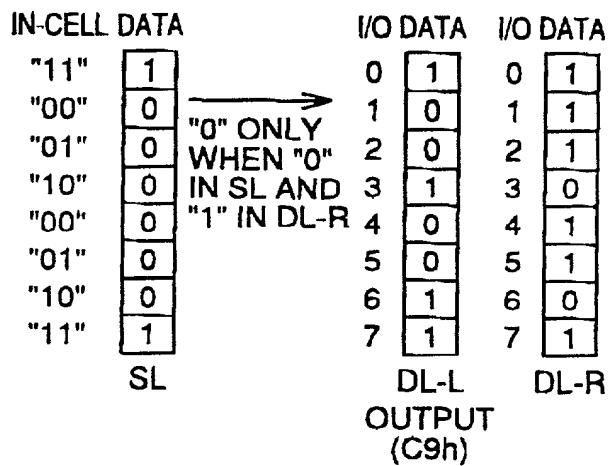 IN-CELL DATA I/O DATA I/O DATA
"11" 1 0 1 0 1
"00" 0 1 0 1 1
"01" 0 2 0 2 1
"10" 0 3 1 3 0
"00" 0 4 0 4 1
"01" 0 5 0 5 1
"10" 0 6 1 6 0
"11" 1 7 1 7 1
"0" ONLY
WHEN "0"
IN SL AND
"1" IN DL-R
SL DL-L DL-R
OUTPUT
(C9h)